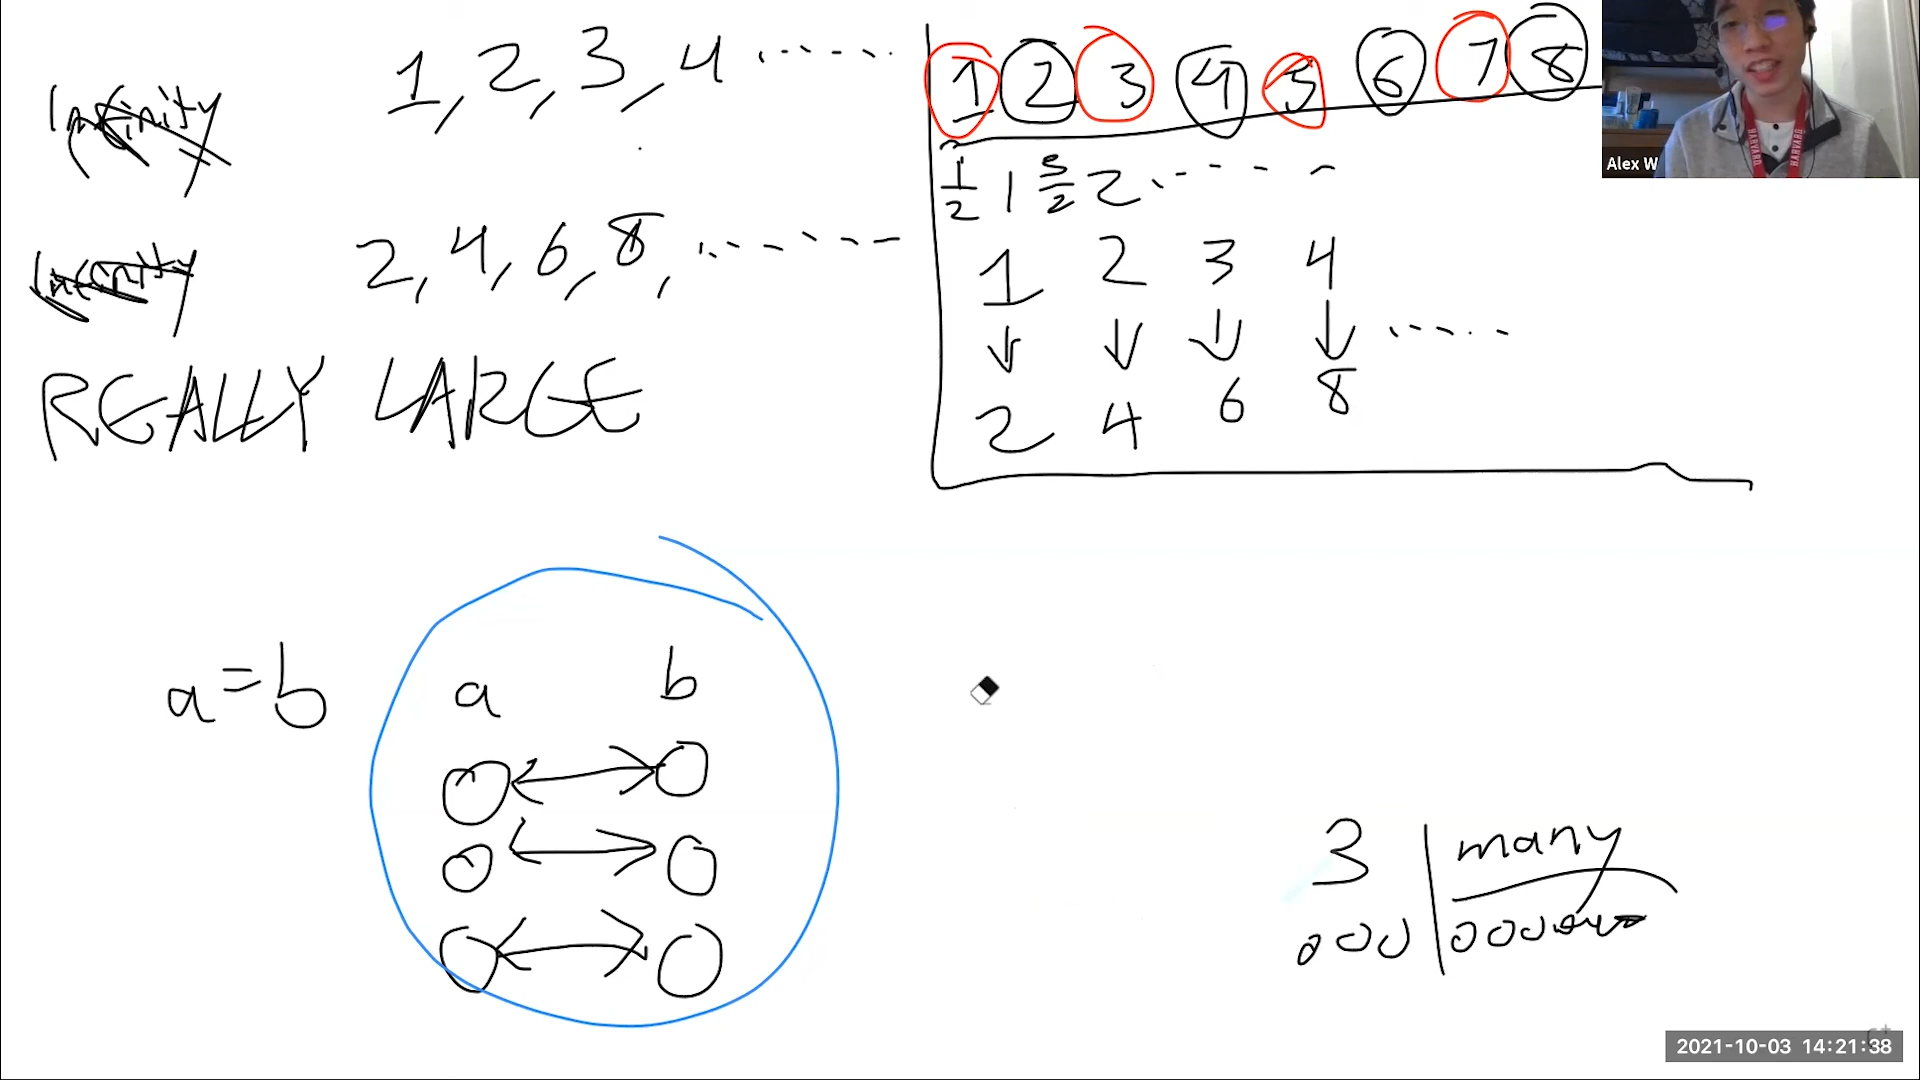 Infinity 1, 2, 3, 4 ......
1 2 3 4 5 6 7 8
HARVARD HARVARD
Alex W
1/2 1 3/2 2 ......
Infinity 2, 4, 6, 8, ......
1 2 3 4
↓ ↓ ↓ ↓ ......
2 4 6 8
REALLY LARGE
a=b
a b
3 | many
2021-10-03 14:21:38